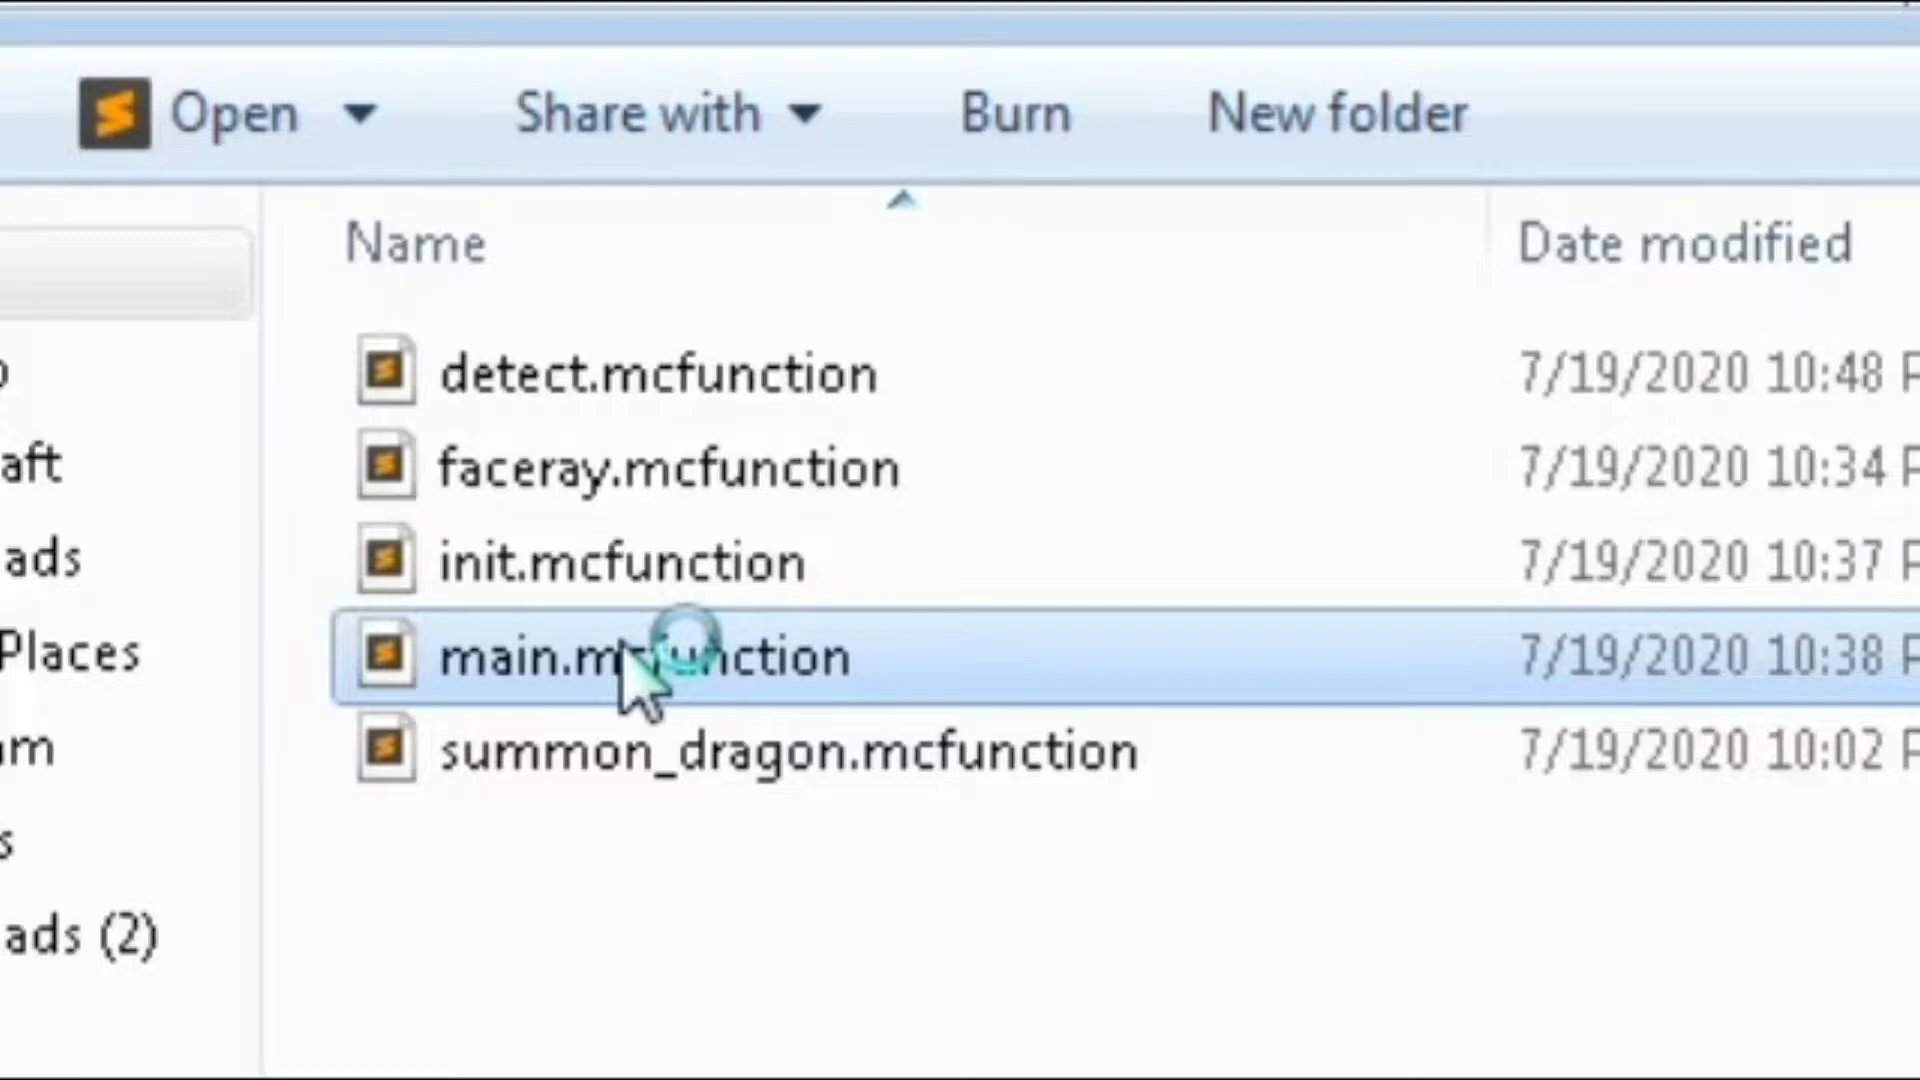 Open Share with Burn New folder
Name Date modified
detect.mcfunction 7/19/2020 10:48 P
faceray.mcfunction 7/19/2020 10:34 P
aft
init.mcfunction 7/19/2020 10:37 P
ads
main.mcfunction 7/19/2020 10:38 P
Places
summon_dragon.mcfunction 7/19/2020 10:02 P
am
s
ads (2)